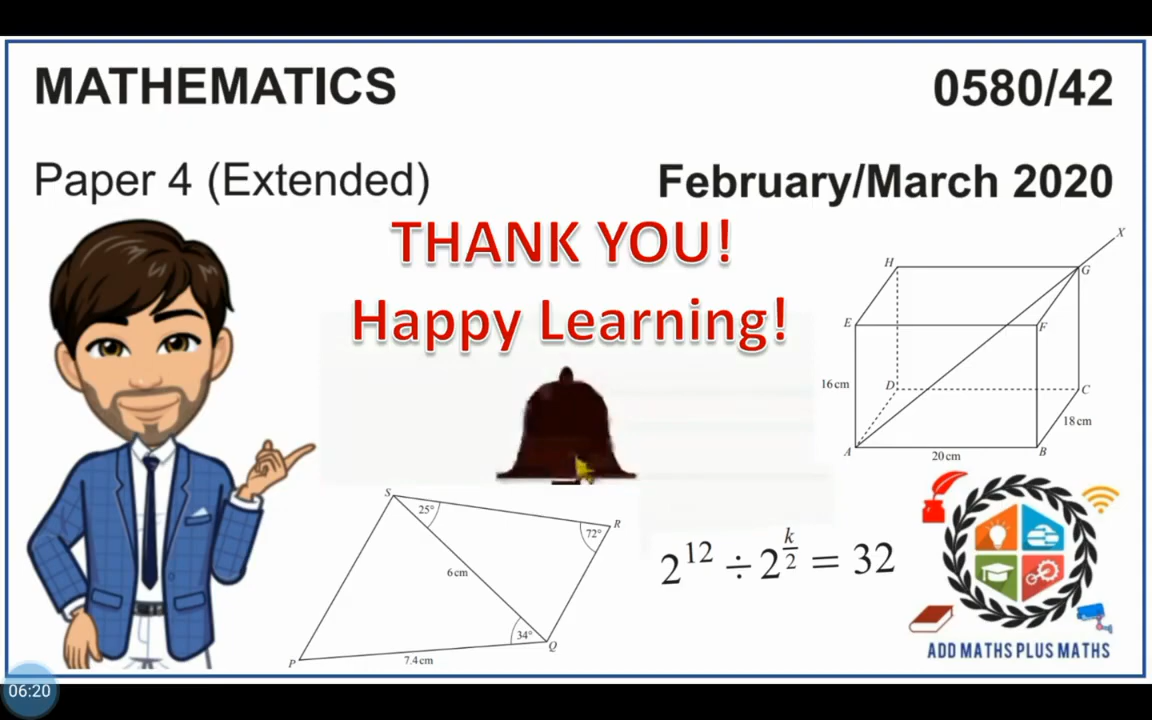 MATHEMATICS
0580/42
Paper 4 (Extended)
February/March 2020
THANK YOU!
Happy Learning!
X
H
G
E
F
16 cm
D
C
18 cm
A
B
20 cm
S
25°
R
72°
6 cm
34°
Q
P
7.4 cm
2^12 ÷ 2^(k/2) = 32
ADD MATHS PLUS MATHS
06:20